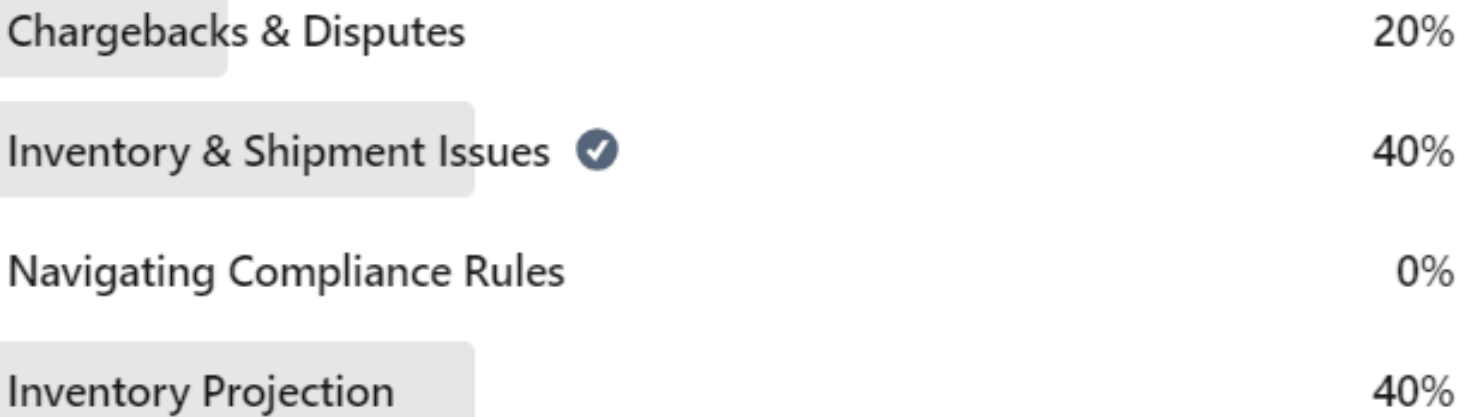 Chargebacks & Disputes 20%
Inventory & Shipment Issues 40%
Navigating Compliance Rules 0%
Inventory Projection 40%